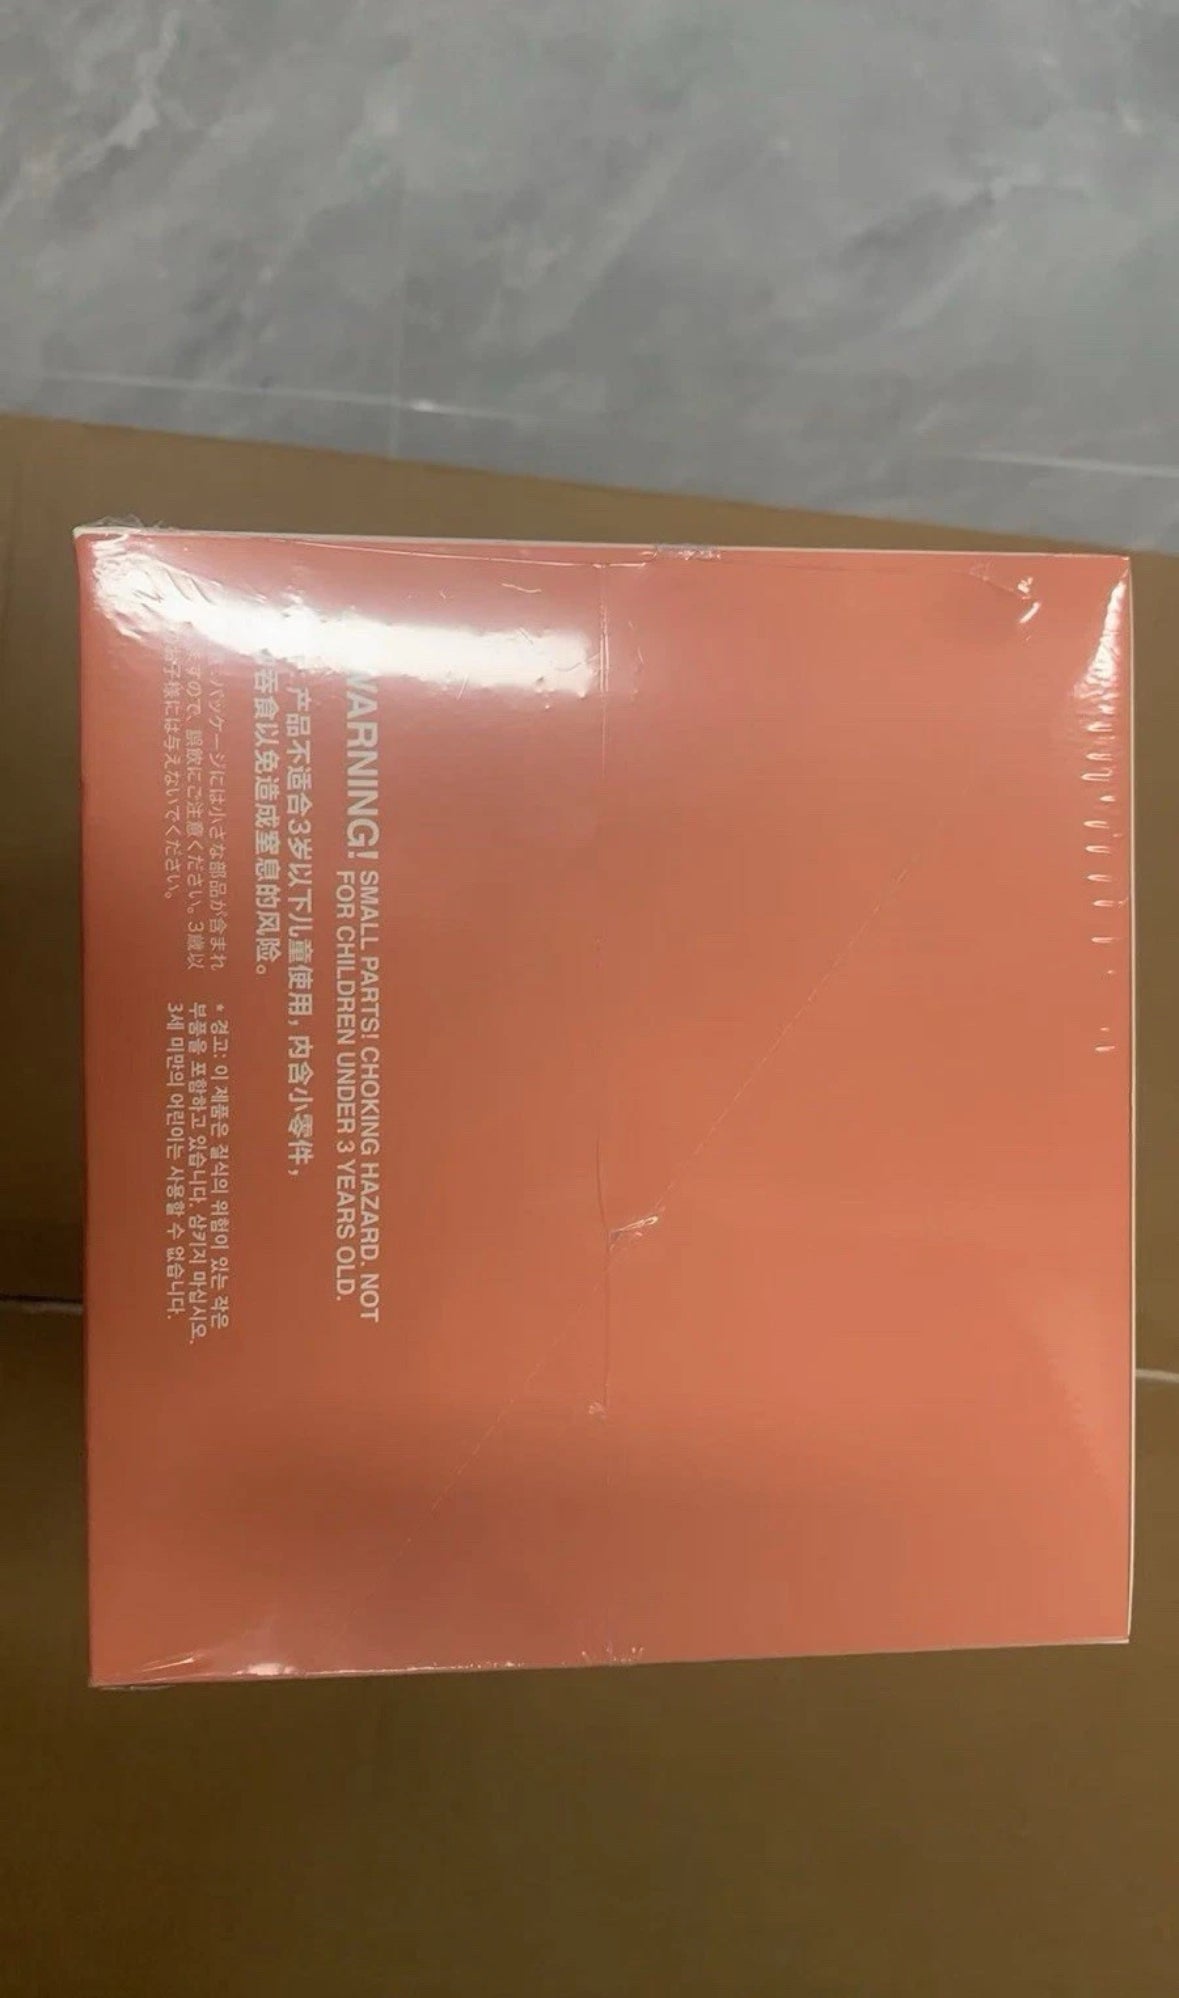 WARNING! SMALL PARTS! CHOKING HAZARD. NOT
FOR CHILDREN UNDER 3 YEARS OLD.
产品不适合3岁以下儿童使用，内含小零件，
吞食以免造成窒息的风险。
パッケージには小さな部品が含まれ
すので、誤飲にご注意ください。3歳以
お子様には与えないでください。
* 경고: 이 제품은 질식의 위험이 있는 작은
부품을 포함하고 있습니다. 삼키지 마십시오.
3세 미만의 어린이는 사용할 수 없습니다.